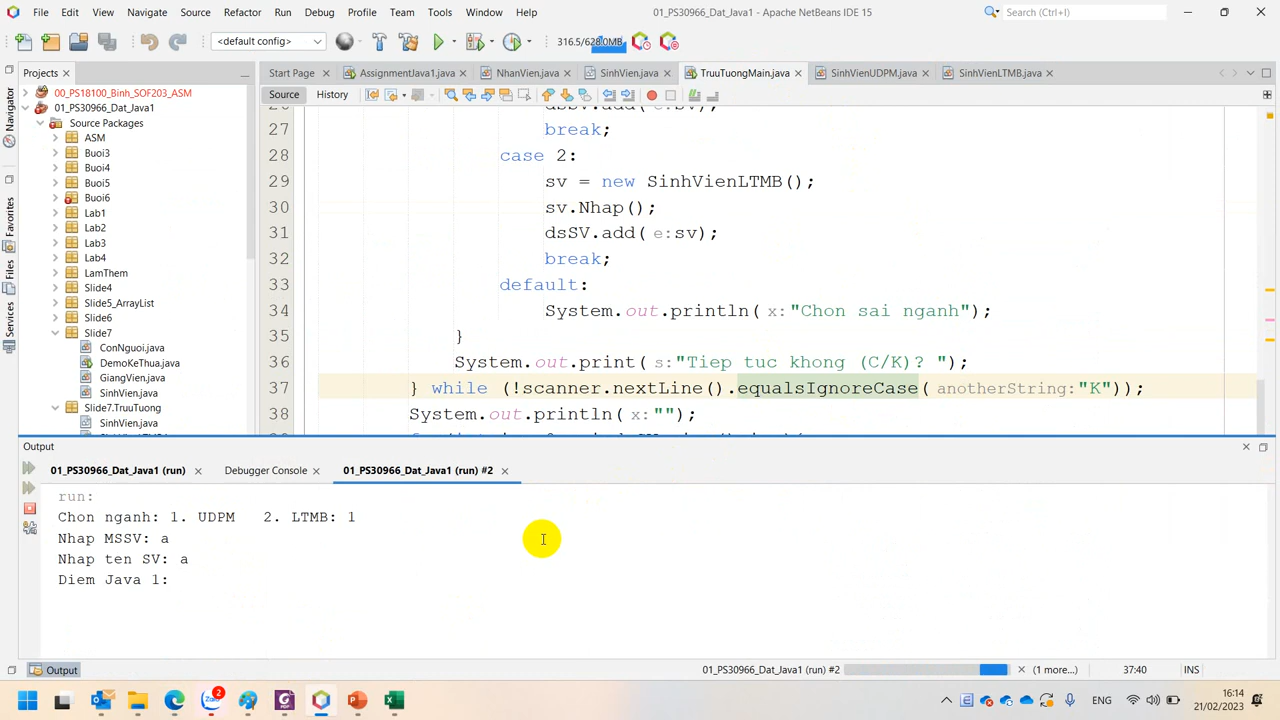 File Edit View Navigate Source Refactor Run LTMB Debug Profile Team Tools Window Help
01_PS30966_Dat_Java1 - Apache NetBeans IDE 15
Search (Ctrl+I)
<default config>
316.5/628.0MB
Projects
Start Page
AssignmentJava1.java
NhanVien.java
SinhVien.java
TruuTuongMain.java
SinhVienUDPM.java
SinhVienLTMB.java
Navigator
Favorites
Files
Services
00_PS18100_Binh_SOF203_ASM
01_PS30966_Dat_Java1
Source Packages
ASM
Buoi3
Buoi4
Buoi5
Buoi6
Lab1
Lab2
Lab3
Lab4
LamThem
Slide4
Slide5_ArrayList
Slide6
Slide7
ConNguoi.java
DemoKeThua.java
GiangVien.java
SinhVien.java
Slide7.TruuTuong
SinhVien.java
Source History
26 dsSV.add( e:sv);
27 break;
28 case 2:
29 sv = new SinhVienLTMB();
30 sv.Nhap();
31 dsSV.add( e:sv);
32 break;
33 default:
34 System.out.println( x:"Chon sai nganh");
35 }
36 System.out.print( s:"Tiep tuc khong (C/K)? ");
37 } while (!scanner.nextLine().equalsIgnoreCase( anotherString:"K"));
38 System.out.println( x:"");
Output
01_PS30966_Dat_Java1 (run)
Debugger Console
01_PS30966_Dat_Java1 (run) #2
run:
Chon nganh: 1. UDPM 2. LTMB: 1
Nhap MSSV: a
Nhap ten SV: a
Diem Java 1:
Output
01_PS30966_Dat_Java1 (run) #2
(1 more...)
37:40
INS
2
ENG
16:14
21/02/2023